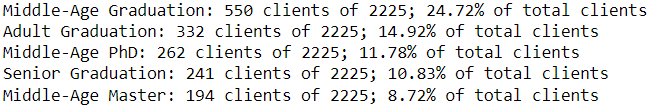 Middle-Age Graduation: 550 clients of 2225; 24.72% of total clients
Adult Graduation: 332 clients of 2225; 14.92% of total clients
Middle-Age PhD: 262 clients of 2225; 11.78% of total clients
Senior Graduation: 241 clients of 2225; 10.83% of total clients
Middle-Age Master: 194 clients of 2225; 8.72% of total clients